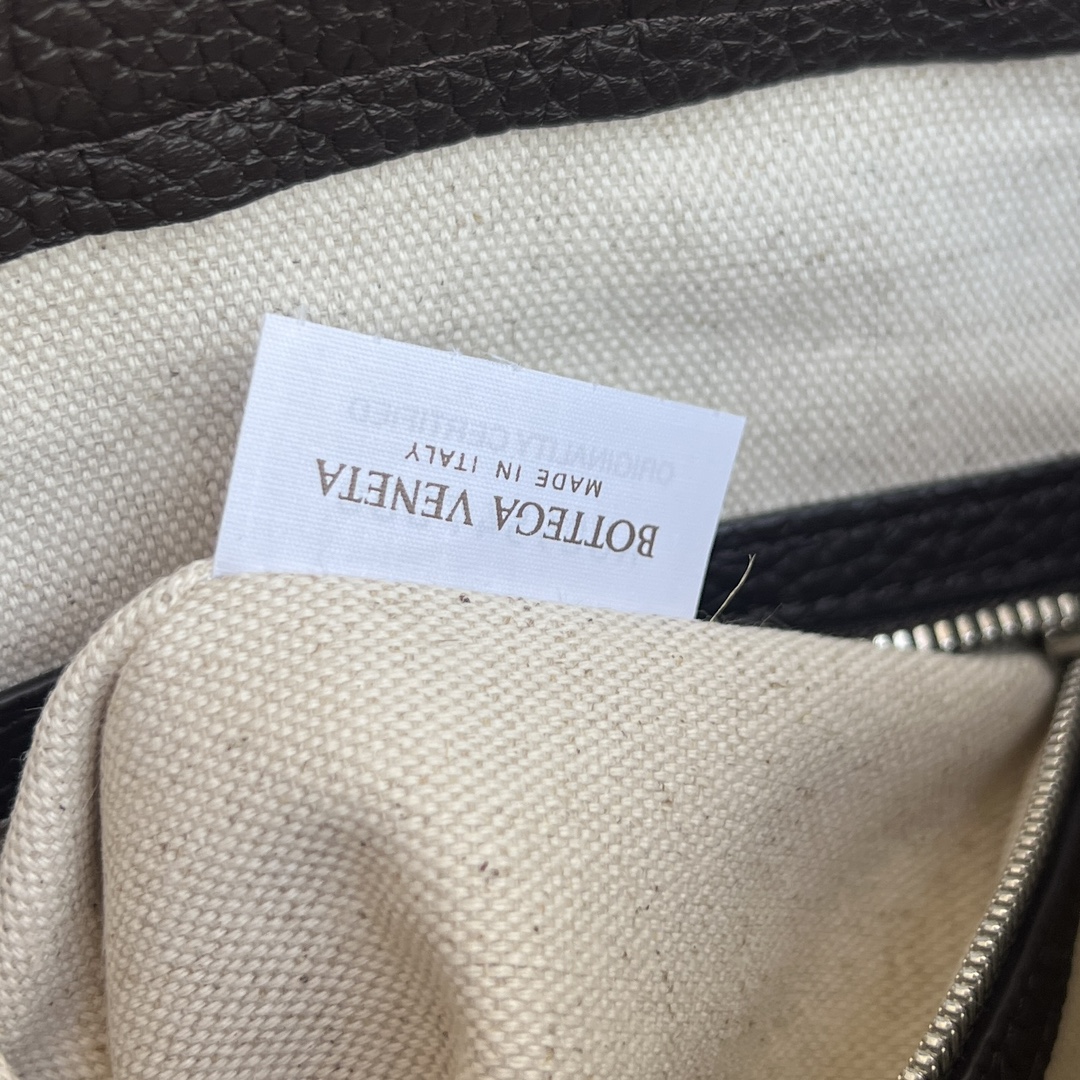 BOTTEGA VENETA
MADE IN ITALY
ORIGINALITY CERTIFIED